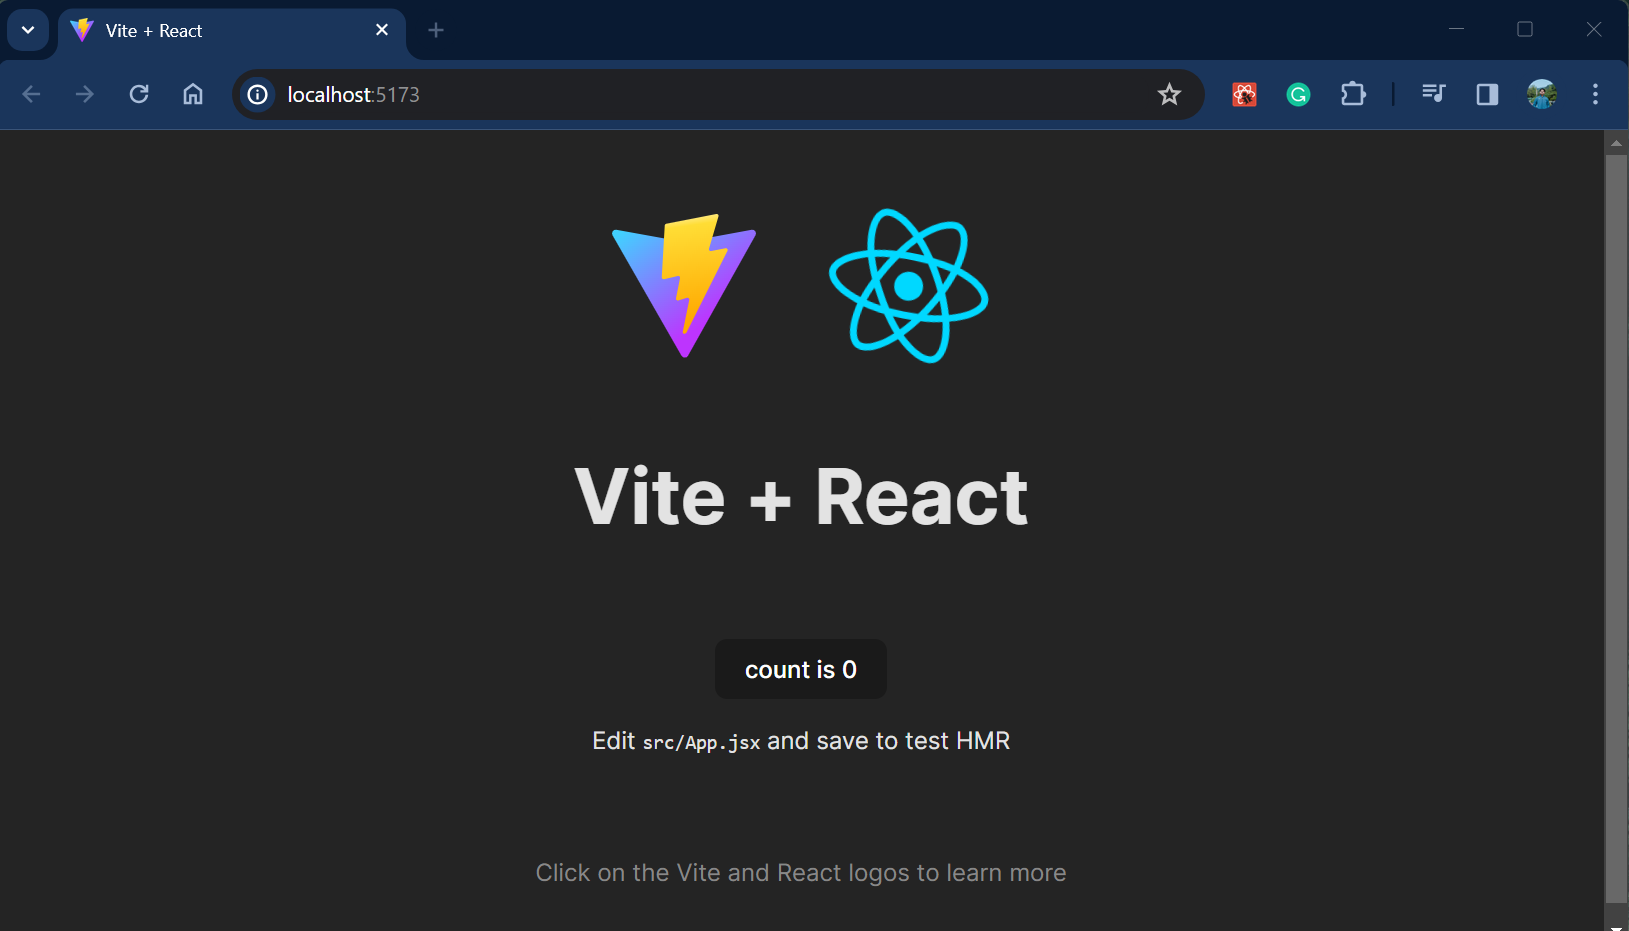 Vite + React
localhost:5173
Vite + React
count is 0
Edit src/App.jsx and save to test HMR
Click on the Vite and React logos to learn more